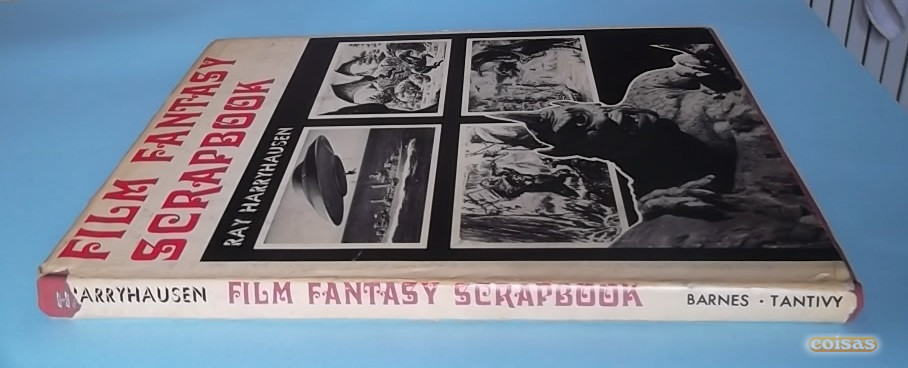 FILM FANTASY
SCRAPBOOK
RAY HARRYHAUSEN
HARRYHAUSEN FILM FANTASY SCRAPBOOK BARNES · TANTIVY
coisas